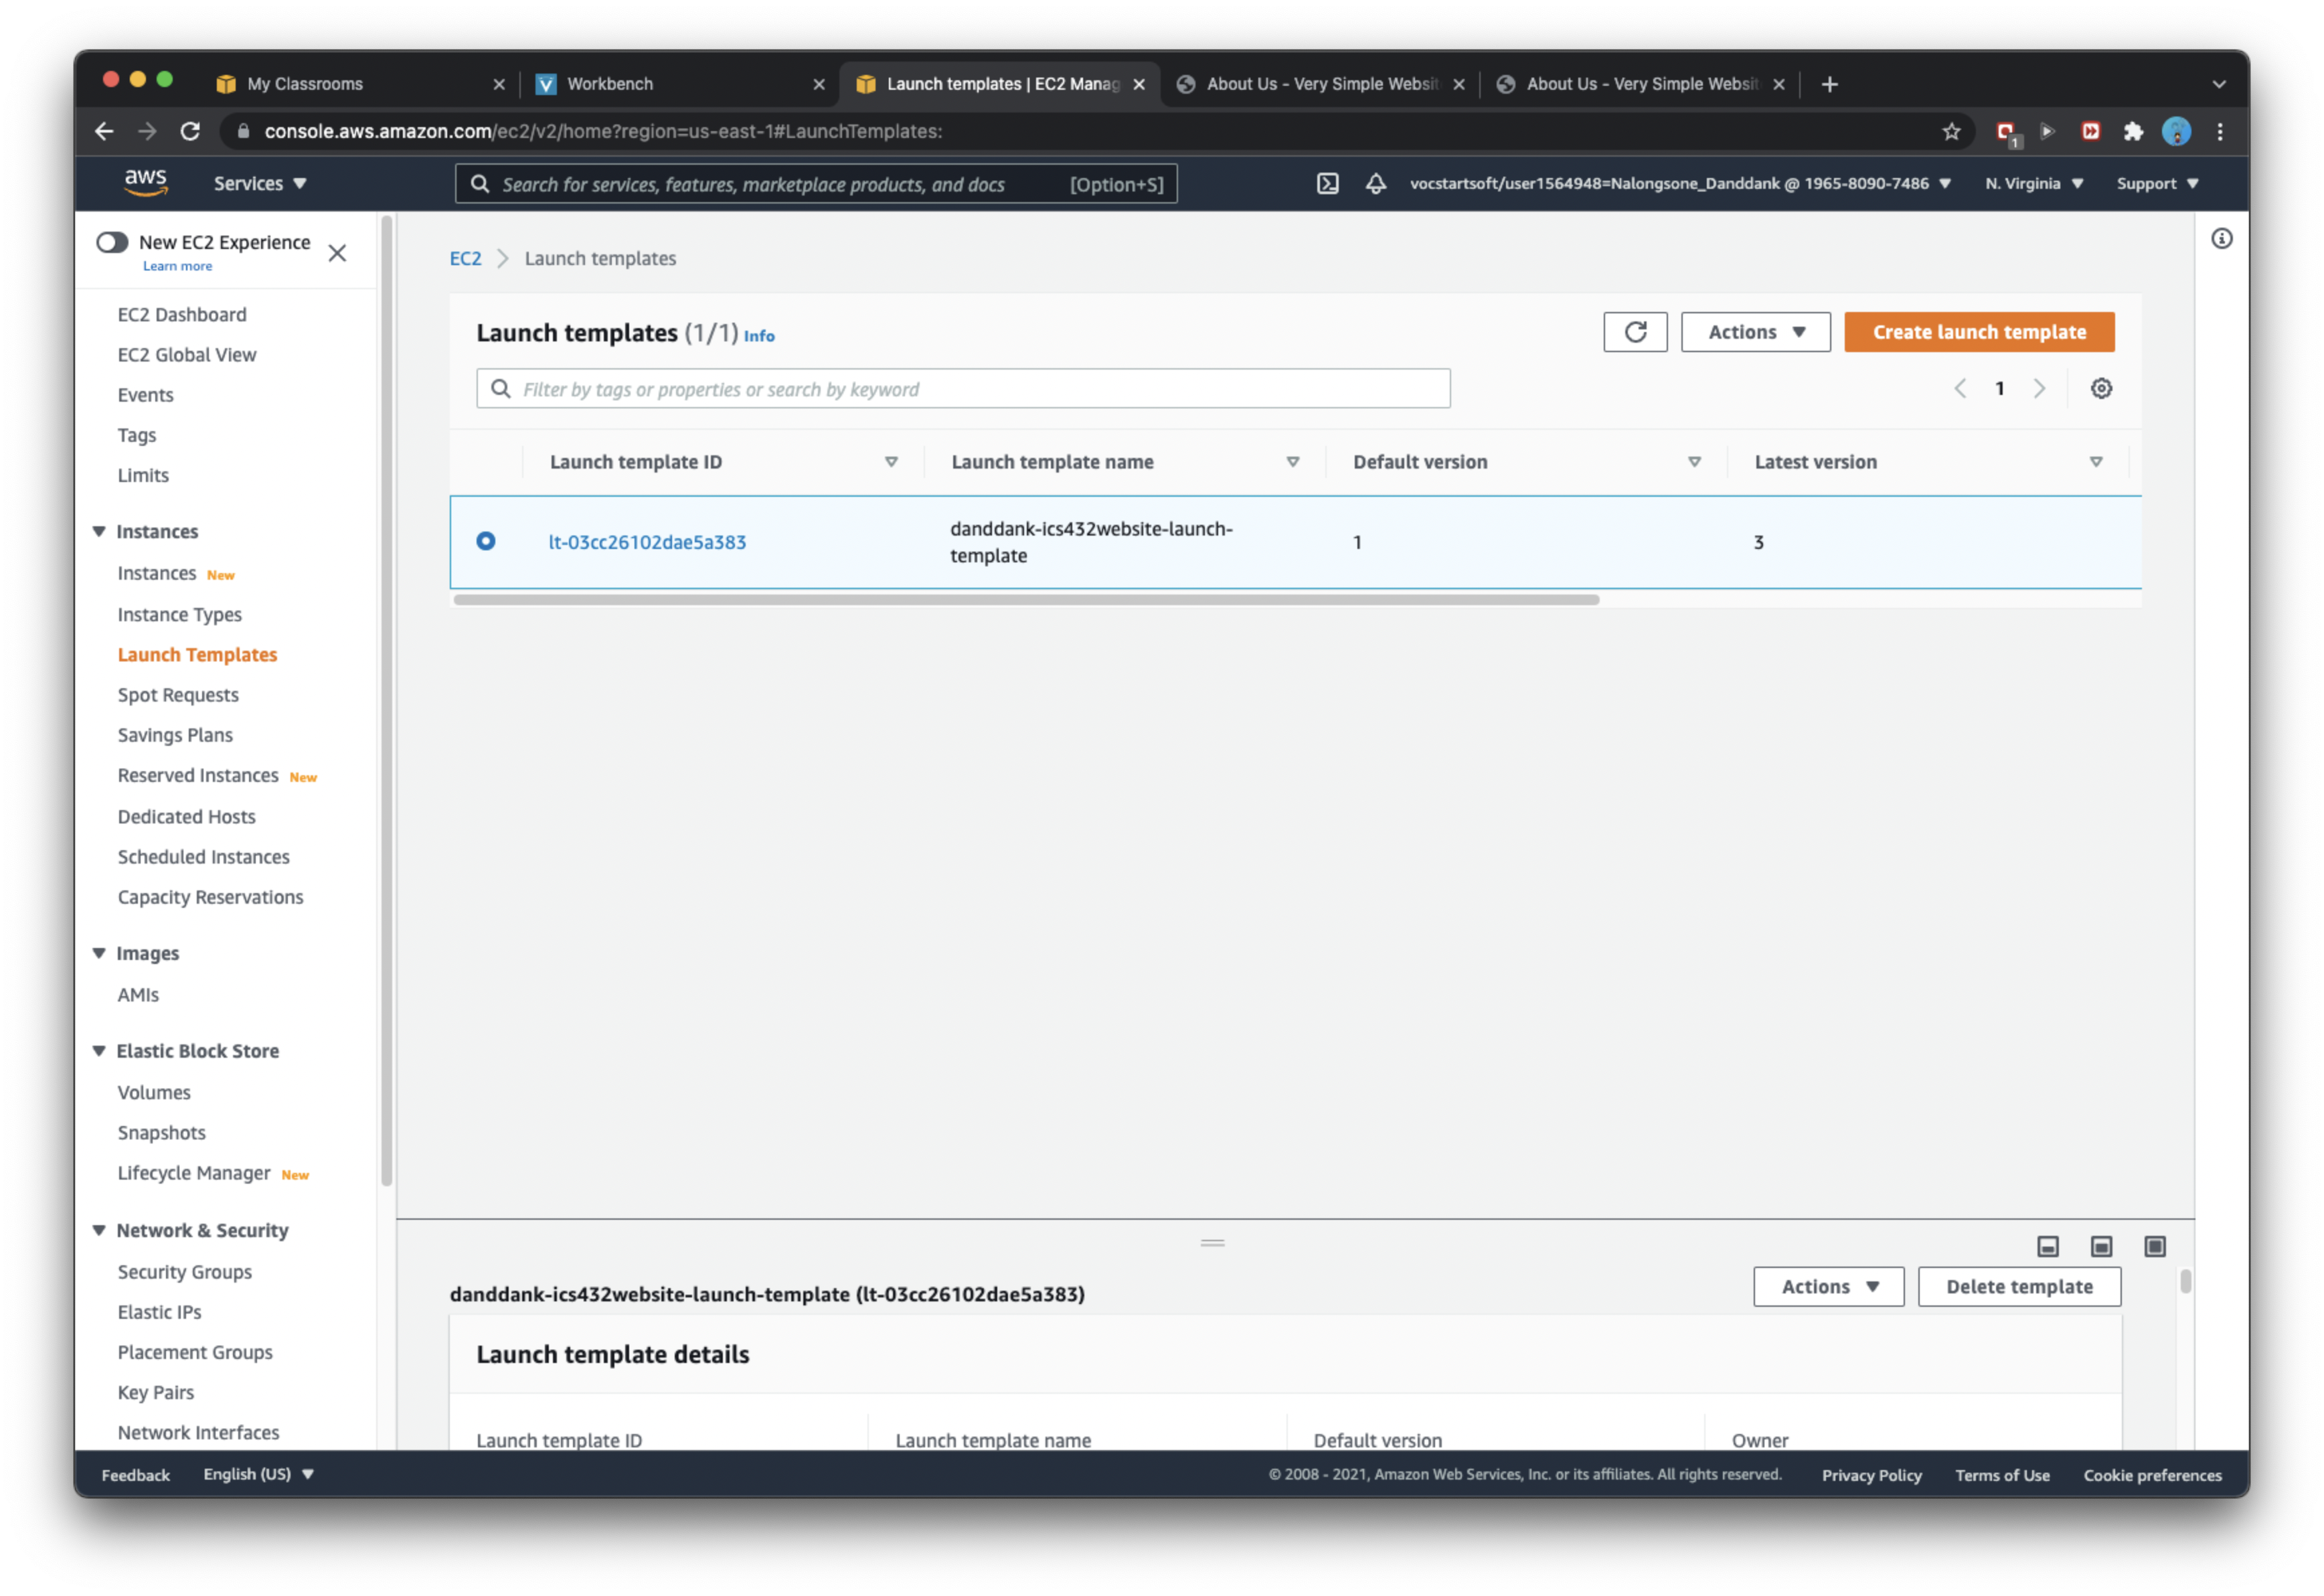 My Classrooms
Workbench
Launch templates | EC2 Manag
About Us - Very Simple Websit
About Us - Very Simple Websit
console.aws.amazon.com/ec2/v2/home?region=us-east-1#LaunchTemplates:
1
aws
Services
Search for services, features, marketplace products, and docs
[Option+S]
vocstartsoft/user1564948=Nalongsone_Danddank @ 1965-8090-7486
N. Virginia
Support
New EC2 Experience
Learn more
EC2 Dashboard
EC2 Global View
Events
Tags
Limits
Instances
Instances New
Instance Types
Launch Templates
Spot Requests
Savings Plans
Reserved Instances New
Dedicated Hosts
Scheduled Instances
Capacity Reservations
Images
AMIs
Elastic Block Store
Volumes
Snapshots
Lifecycle Manager New
Network & Security
Security Groups
Elastic IPs
Placement Groups
Key Pairs
Network Interfaces
EC2 > Launch templates
Launch templates (1/1) Info
Actions
Create launch template
Filter by tags or properties or search by keyword
1
Launch template ID
Launch template name
Default version
Latest version
lt-03cc26102dae5a383
danddank-ics432website-launch-
template
1
3
danddank-ics432website-launch-template (lt-03cc26102dae5a383)
Actions
Delete template
Launch template details
Launch template ID
Launch template name
Default version
Owner
Feedback
English (US)
© 2008 - 2021, Amazon Web Services, Inc. or its affiliates. All rights reserved.
Privacy Policy
Terms of Use
Cookie preferences